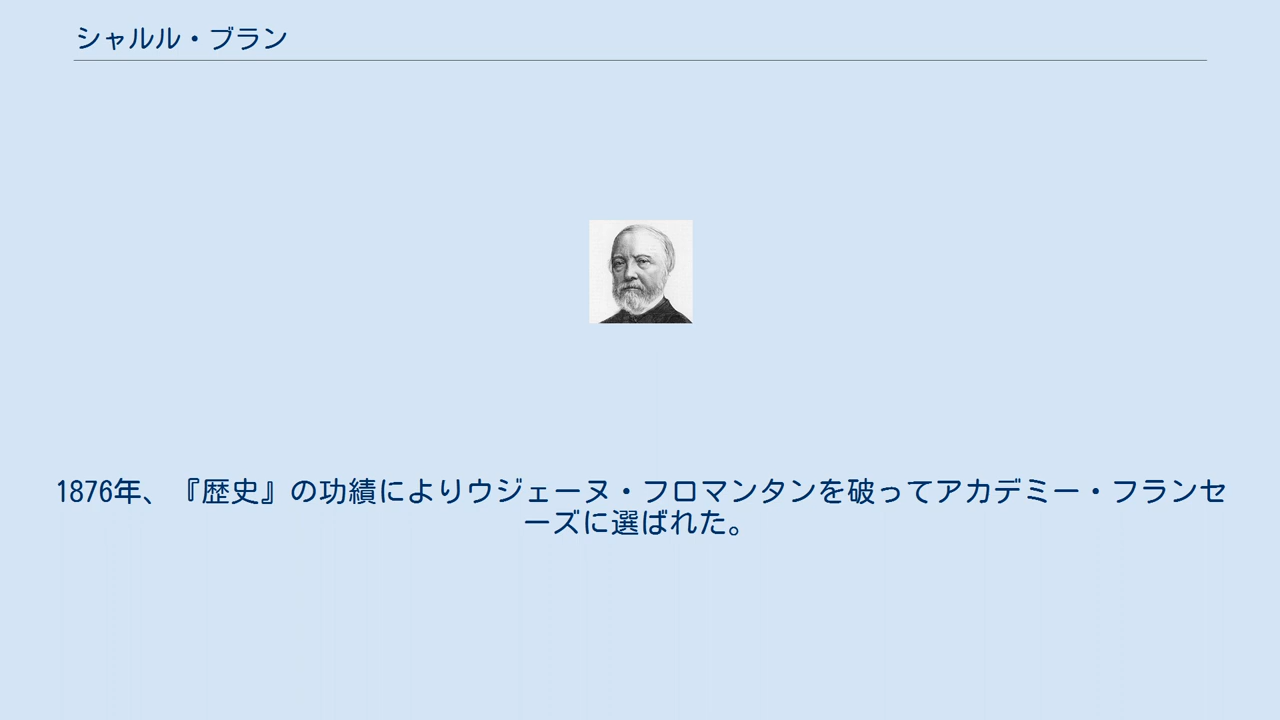 シャルル・ブラン
1876年、『歴史』の功績によりウジェーヌ・フロマンタンを破ってアカデミー・フランセ
ーズに選ばれた。